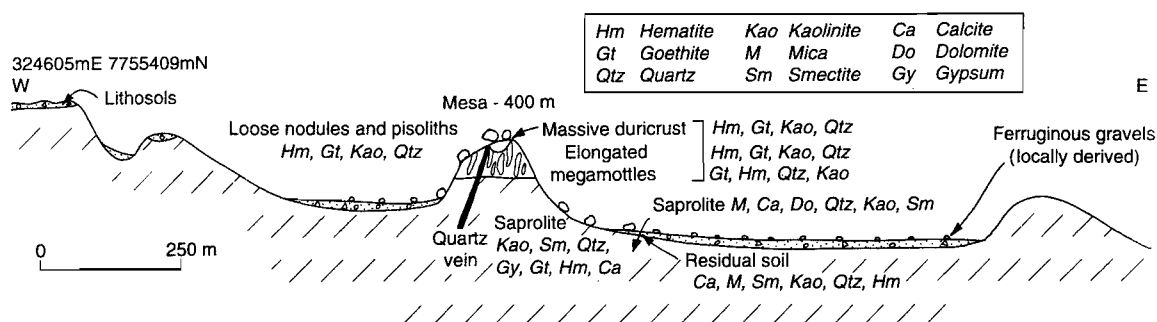 Hm Hematite Kao Kaolinite Ca Calcite
Gt Goethite M Mica Do Dolomite
Qtz Quartz Sm Smectite Gy Gypsum
324605mE 7755409mN
W
E
Lithosols
Mesa - 400 m
Loose nodules and pisoliths
Hm, Gt, Kao, Qtz
Massive duricrust
Elongated
megamottles
Hm, Gt, Kao, Qtz
Hm, Gt, Kao, Qtz
Gt, Hm, Qtz, Kao
Ferruginous gravels
(locally derived)
Saprolite M, Ca, Do, Qtz, Kao, Sm
Quartz
vein
Saprolite
Kao, Sm, Qtz,
Gy, Gt, Hm, Ca
Residual soil
Ca, M, Sm, Kao, Qtz, Hm
0 250 m